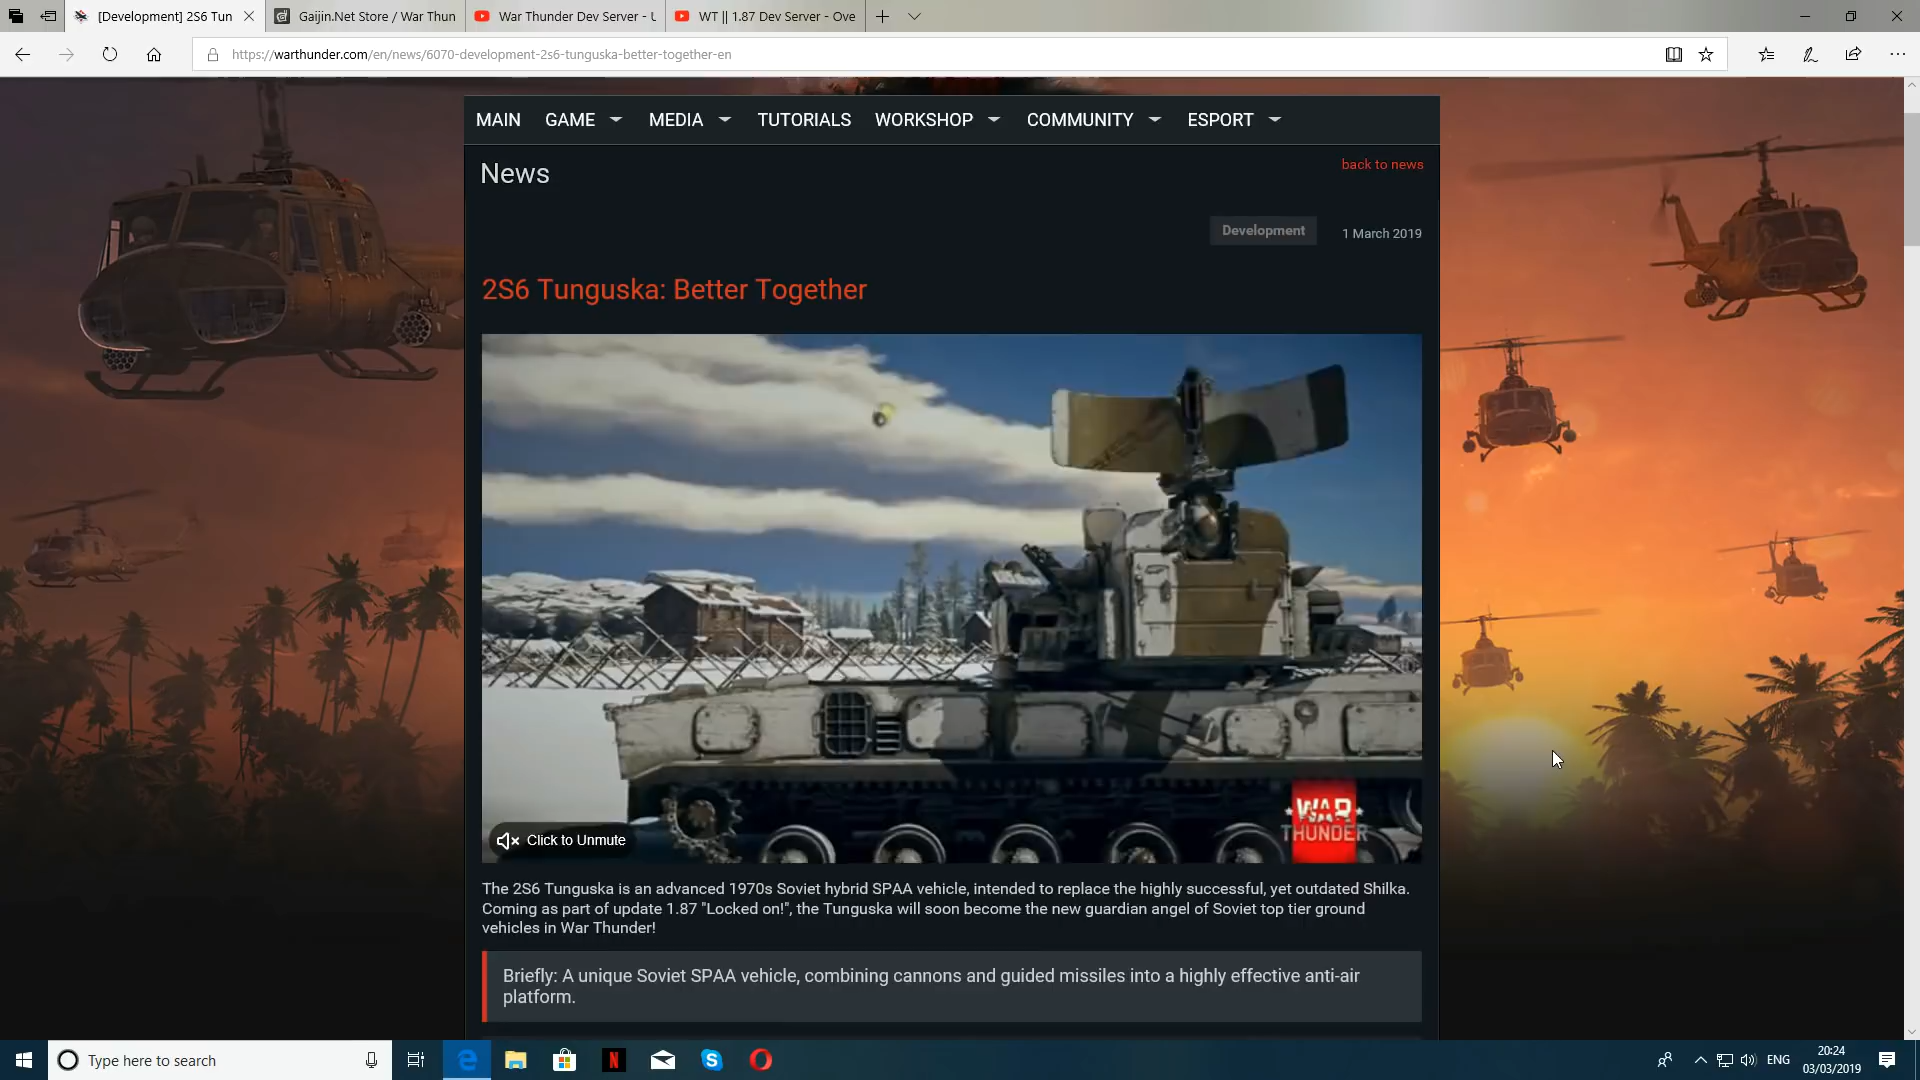 [Development] 2S6 Tun
Gaijin.Net Store / War Thun
War Thunder Dev Server - U
WT || 1.87 Dev Server - Ove
https://warthunder.com/en/news/6070-development-2s6-tunguska-better-together-en
MAIN GAME MEDIA TUTORIALS WORKSHOP COMMUNITY ESPORT
News
back to news
Development
1 March 2019
2S6 Tunguska: Better Together
WAR
THUNDER
Click to Unmute
The 2S6 Tunguska is an advanced 1970s Soviet hybrid SPAA vehicle, intended to replace the highly successful, yet outdated Shilka.
Coming as part of update 1.87 "Locked on!", the Tunguska will soon become the new guardian angel of Soviet top tier ground
vehicles in War Thunder!
Briefly: A unique Soviet SPAA vehicle, combining cannons and guided missiles into a highly effective anti-air
platform.
Type here to search
ENG
20:24
03/03/2019